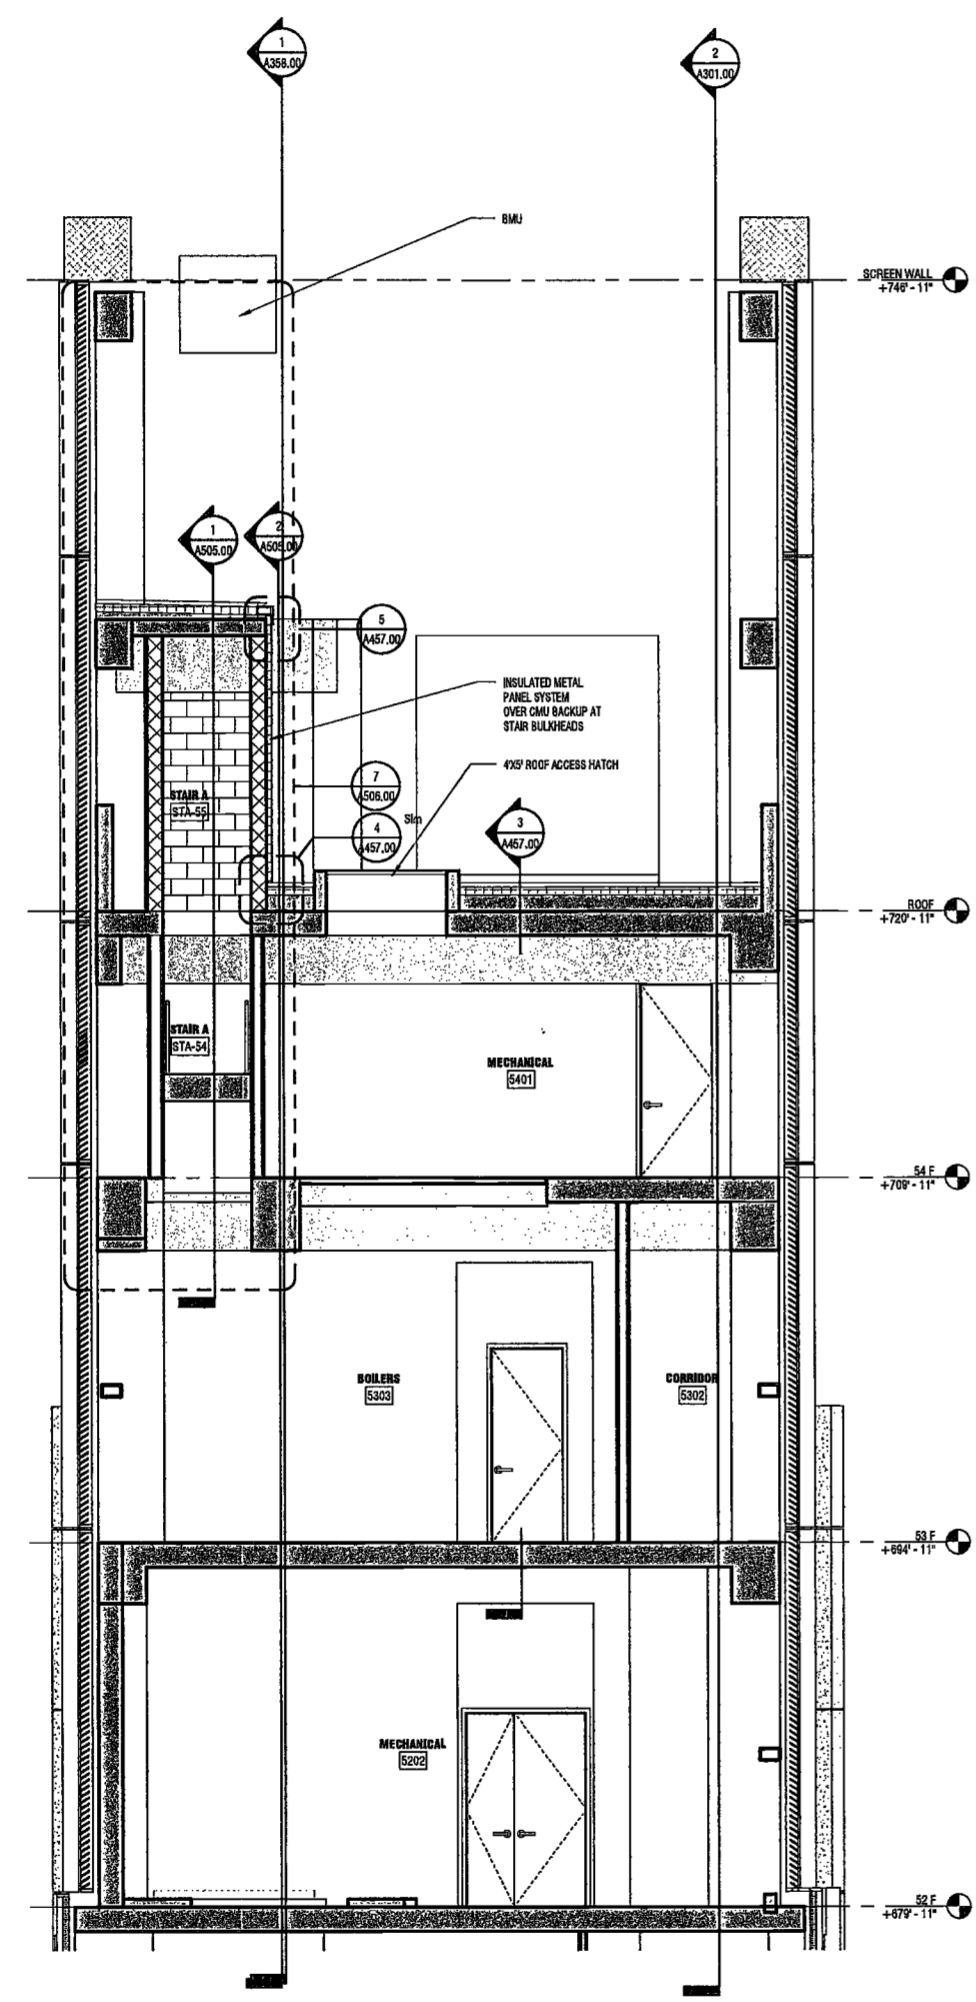 1
A358.00
2
A301.00
BMU
SCREEN WALL
+746' - 11"
1
A505.00
2
A505.00
5
A457.00
INSULATED METAL
PANEL SYSTEM
OVER CMU BACKUP AT
STAIR BULKHEADS
4'X5' ROOF ACCESS HATCH
7
A506.00
Sim
4
A457.00
3
A457.00
STAIR A
STA-55
ROOF
+720' - 11"
STAIR A
STA-54
MECHANICAL
5401
54 F
+709' - 11"
BOILERS
5303
CORRIDOR
5302
53 F
+694' - 11"
MECHANICAL
5202
52 F
+679' - 11"